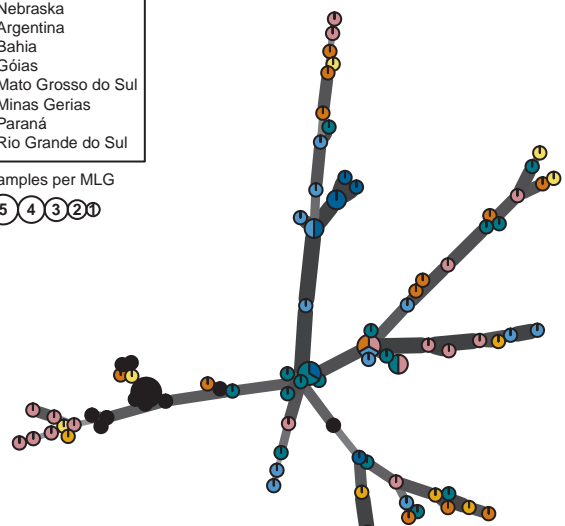 Nebraska
Argentina
Bahia
Góias
Mato Grosso do Sul
Minas Gerias
Paraná
Rio Grande do Sul
amples per MLG
5 4 3 2 1